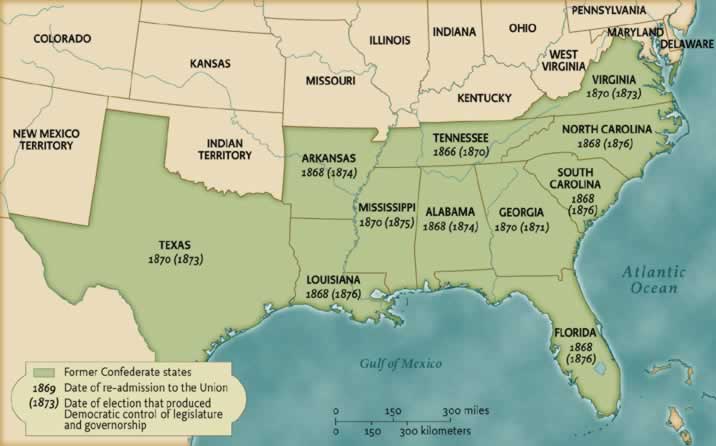 PENNSYLVANIA
COLORADO
KANSAS
MISSOURI
ILLINOIS
INDIANA
OHIO
WEST
VIRGINIA
MARYLAND
DELAWARE
KENTUCKY
VIRGINIA
1870 (1873)
NEW MEXICO
TERRITORY
INDIAN
TERRITORY
ARKANSAS
1868 (1874)
TENNESSEE
1866 (1870)
NORTH CAROLINA
1868 (1876)
SOUTH
CAROLINA
1868
(1876)
MISSISSIPPI
1870 (1875)
ALABAMA
1868 (1874)
GEORGIA
1870 (1871)
TEXAS
1870 (1873)
LOUISIANA
1868 (1876)
FLORIDA
1868
(1876)
Atlantic
Ocean
Gulf of Mexico
Former Confederate states
1869 Date of re-admission to the Union
(1873) Date of election that produced
Democratic control of legislature
and governorship
0 150 300 miles
0 150 300 kilometers